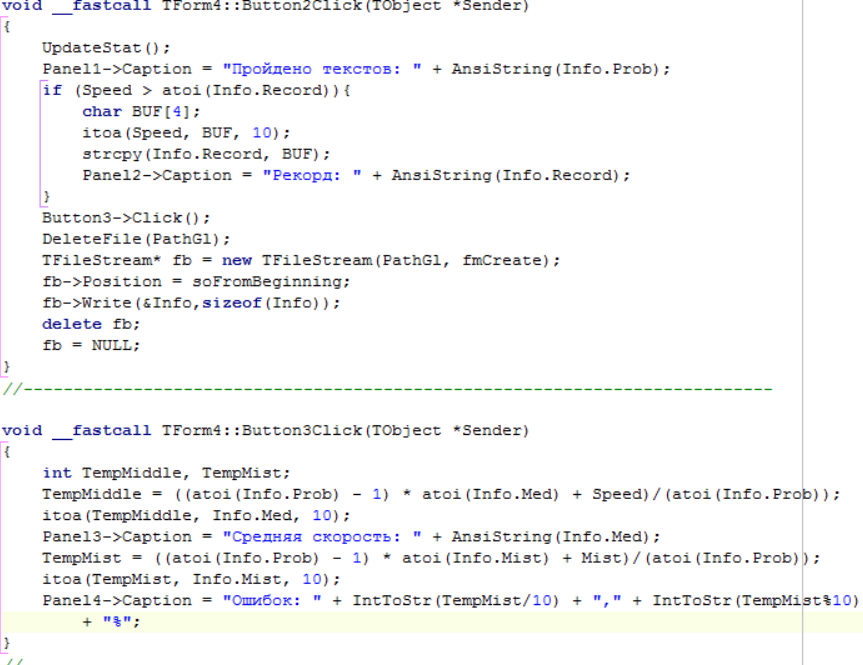 void __fastcall TForm4::Button2Click(TObject *Sender)
{
    UpdateStat();
    Panel1->Caption = "Пройдено текстов: " + AnsiString(Info.Prob);
    if (Speed > atoi(Info.Record)){
        char BUF[4];
        itoa(Speed, BUF, 10);
        strcpy(Info.Record, BUF);
        Panel2->Caption = "Рекорд: " + AnsiString(Info.Record);
    }
    Button3->Click();
    DeleteFile(PathGl);
    TFileStream* fb = new TFileStream(PathGl, fmCreate);
    fb->Position = soFromBeginning;
    fb->Write(&Info,sizeof(Info));
    delete fb;
    fb = NULL;
}
//---------------------------------------------------------------------------
void __fastcall TForm4::Button3Click(TObject *Sender)
{
    int TempMiddle, TempMist;
    TempMiddle = ((atoi(Info.Prob) - 1) * atoi(Info.Med) + Speed)/(atoi(Info.Prob));
    itoa(TempMiddle, Info.Med, 10);
    Panel3->Caption = "Средняя скорость: " + AnsiString(Info.Med);
    TempMist = ((atoi(Info.Prob) - 1) * atoi(Info.Mist) + Mist)/(atoi(Info.Prob));
    itoa(TempMist, Info.Mist, 10);
    Panel4->Caption = "Ошибок: " + IntToStr(TempMist/10) + "," + IntToStr(TempMist%10)
        + "%";
}
//